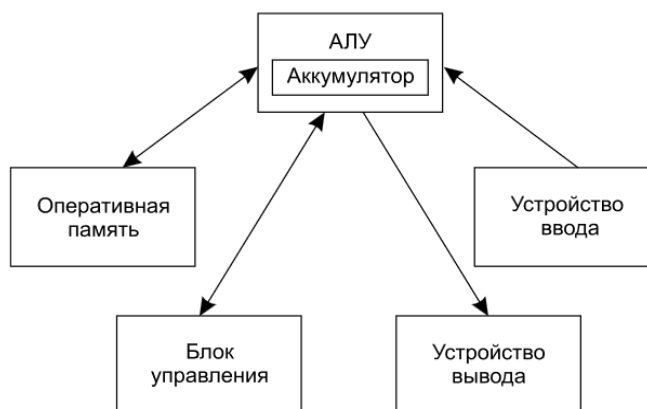 АЛУ
Аккумулятор
Оперативная
память
Устройство
ввода
Блок
управления
Устройство
вывода